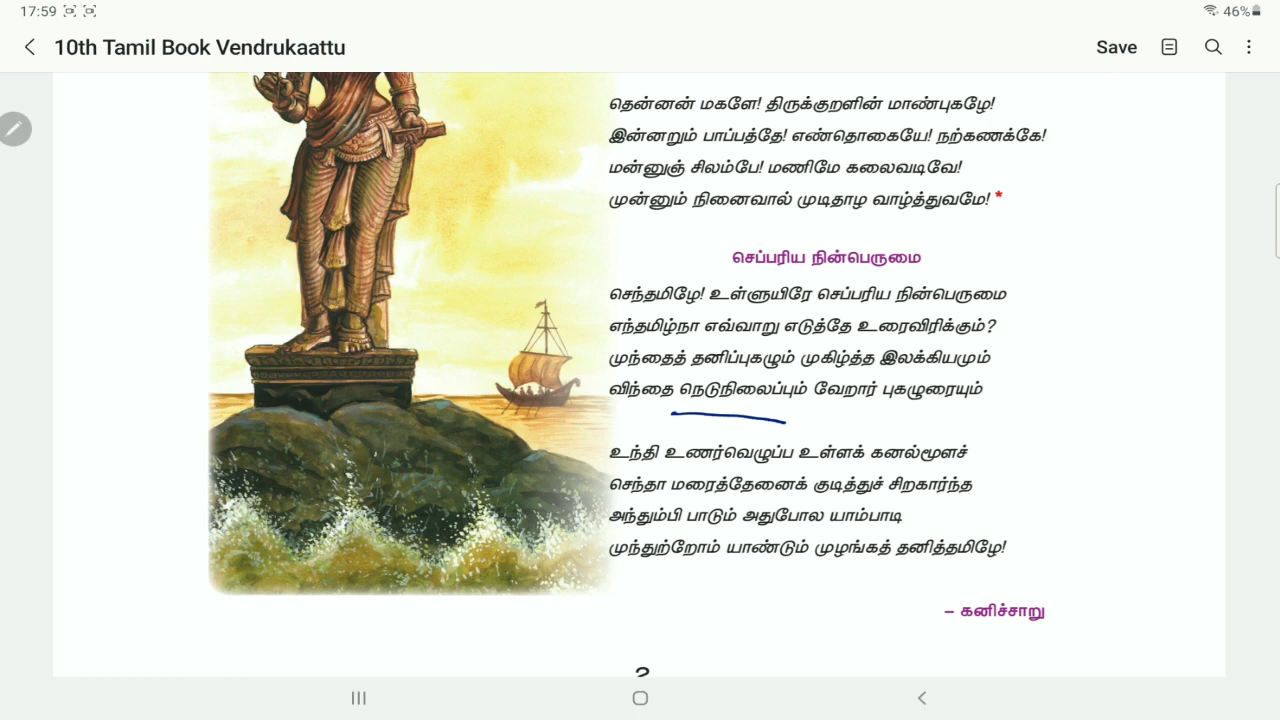 17:59
46%
10th Tamil Book Vendrukaattu
Save
தென்னன் மகளே! திருக்குறளின் மாண்புகழே!
இன்னறும் பாப்பத்தே! எண்தொகையே! நற்கணக்கே!
மன்னுஞ் சிலம்பே! மணிமே கலைவடிவே!
முன்னும் நினைவால் முடிதாழ வாழ்த்துவமே! *
செப்பரிய நின்பெருமை
செந்தமிழே! உள்ளுயிரே செப்பரிய நின்பெருமை
எந்தமிழ்நா எவ்வாறு எடுத்தே உரைவிரிக்கும்?
முந்தைத் தனிப்புகழும் முகிழ்த்த இலக்கியமும்
விந்தை நெடுநிலைப்பும் வேறார் புகழுரையும்
உந்தி உணர்வெழுப்ப உள்ளக் கனல்மூளச்
செந்தா மரைத்தேனைக் குடித்துச் சிறகார்ந்த
அந்தும்பி பாடும் அதுபோல யாம்பாடி
முந்துற்றோம் யாண்டும் முழங்கத் தனித்தமிழே!
– கனிச்சாறு